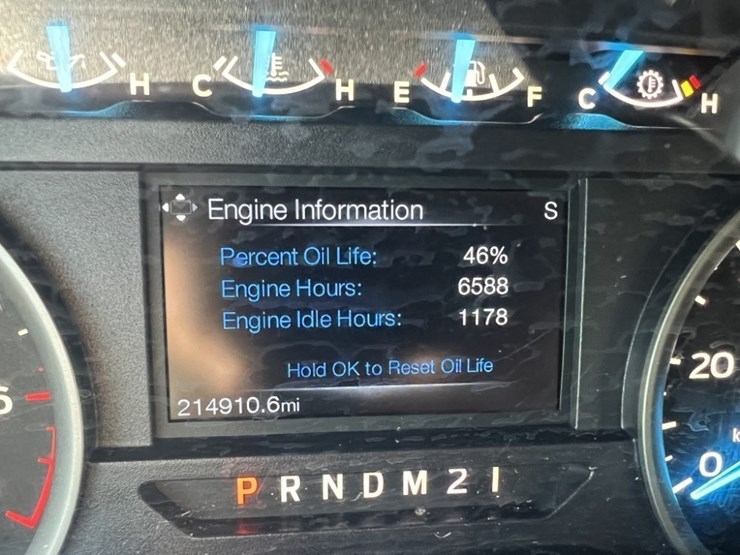 H C H E F C H
Engine Information S
Percent Oil Life: 46%
Engine Hours: 6588
Engine Idle Hours: 1178
Hold OK to Reset Oil Life
214910.6mi
20
0
P R N D M 2 1